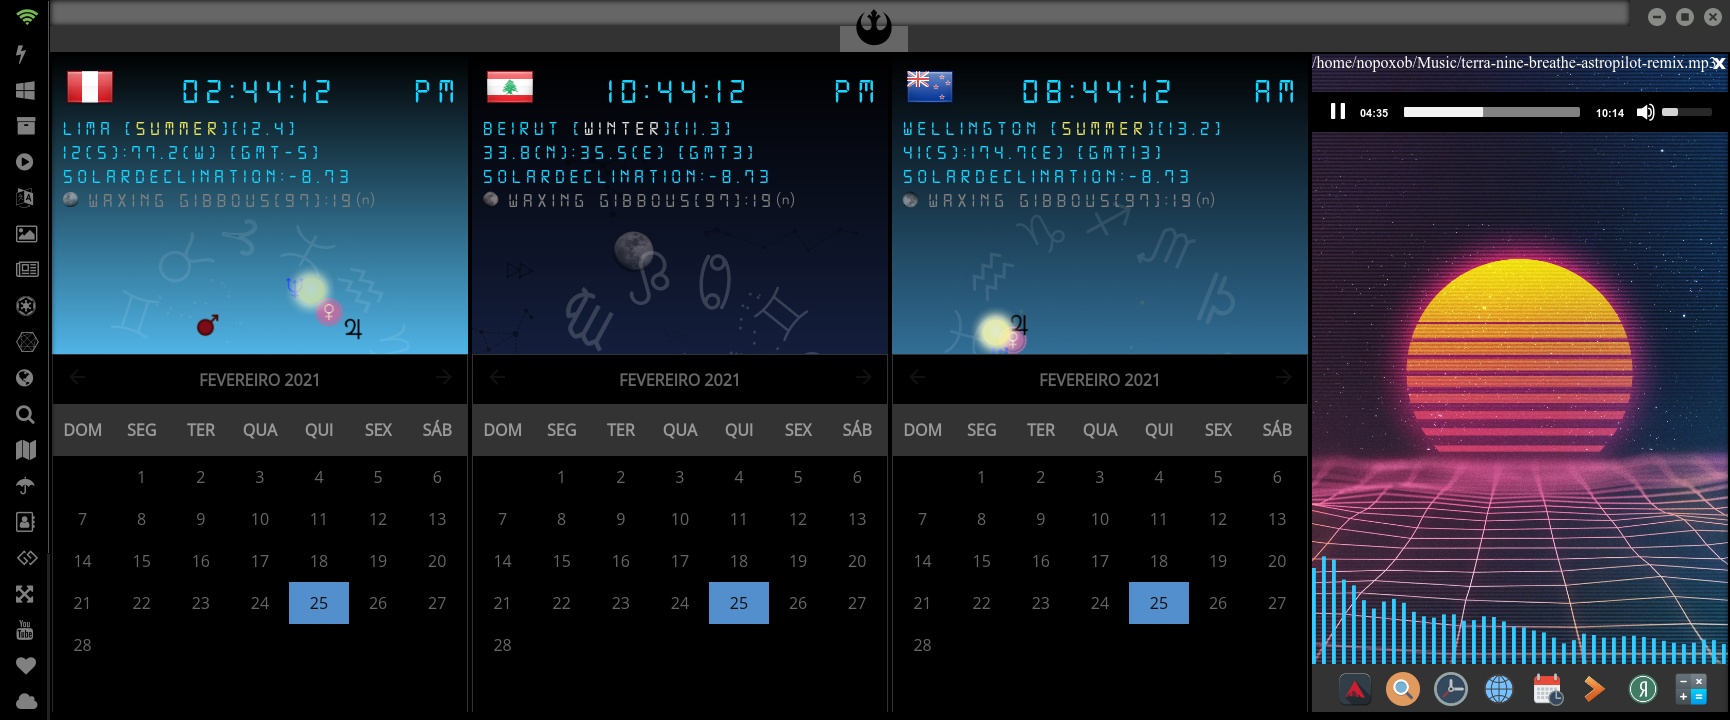 02:44:12 PM
LIMA [SUMMER][12.4]
12(S):77.2(W) [GMT-5]
SOLARDECLINATION:-8.73
WAXING GIBBOUS[97]:19(n)
FEVEREIRO 2021
DOM SEG TER QUA QUI SEX SÁB
1 2 3 4 5 6
7 8 9 10 11 12 13
14 15 16 17 18 19 20
21 22 23 24 25 26 27
28
10:44:12 PM
BEIRUT [WINTER][11.3]
33.8(N):35.5(E) [GMT3]
SOLARDECLINATION:-8.73
WAXING GIBBOUS[97]:19(n)
FEVEREIRO 2021
DOM SEG TER QUA QUI SEX SÁB
1 2 3 4 5 6
7 8 9 10 11 12 13
14 15 16 17 18 19 20
21 22 23 24 25 26 27
28
08:44:12 AM
WELLINGTON [SUMMER][13.2]
41(S):174.7(E) [GMT13]
SOLARDECLINATION:-8.73
WAXING GIBBOUS[97]:19(n)
FEVEREIRO 2021
DOM SEG TER QUA QUI SEX SÁB
1 2 3 4 5 6
7 8 9 10 11 12 13
14 15 16 17 18 19 20
21 22 23 24 25 26 27
28
/home/nopoxob/Music/terra-nine-breathe-astropilot-remix.mp3
04:35 10:14
You
Tube
Я